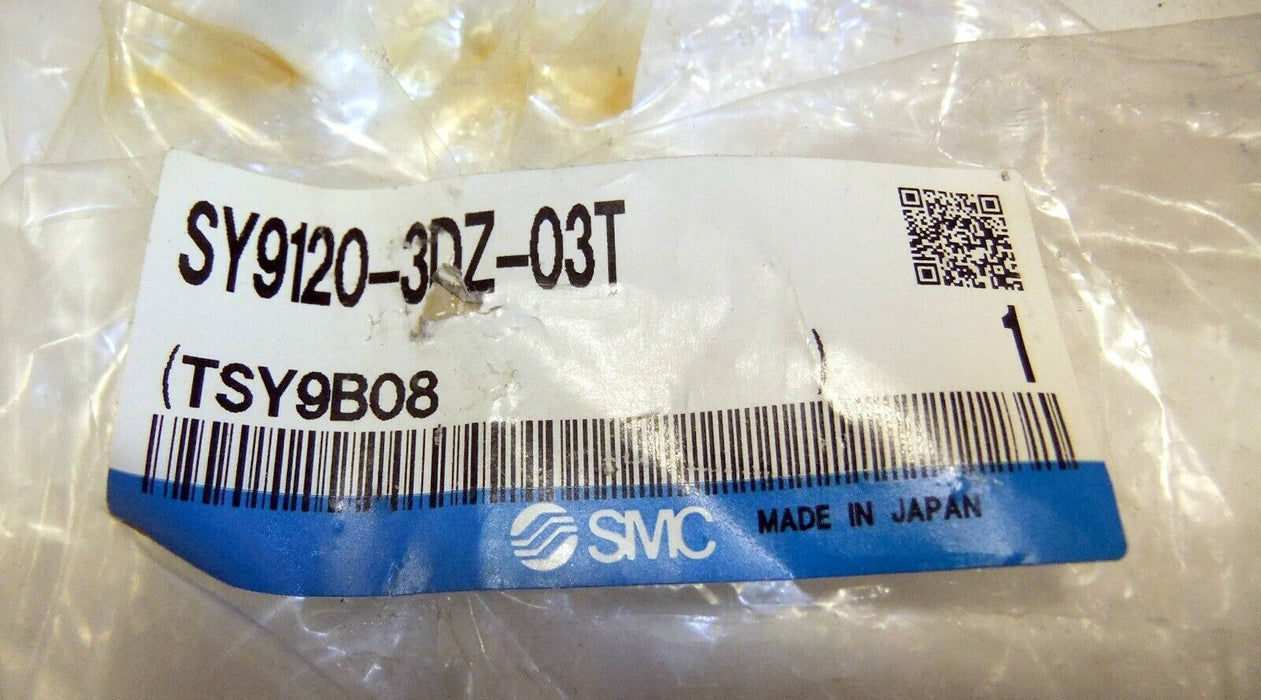 SY9120-3DZ-03T
1
(TSY9B08 )
SMC MADE IN JAPAN